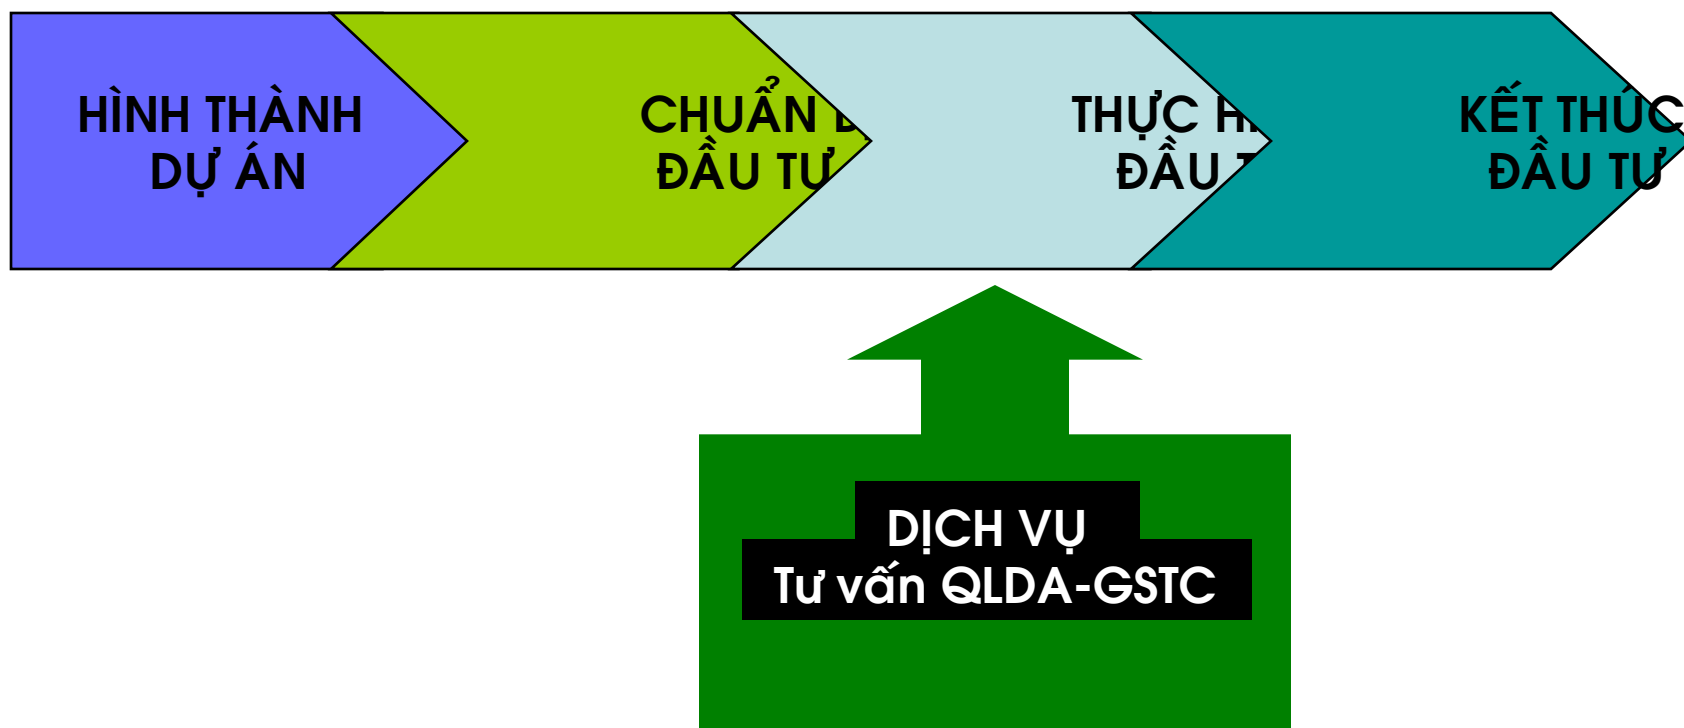 HÌNH THÀNH
DỰ ÁN
CHUẨN
ĐẦU TƯ
THỰC
ĐẦU
KẾT THÚC
ĐẦU TƯ
DỊCH VỤ
Tư vấn QLDA-GSTC